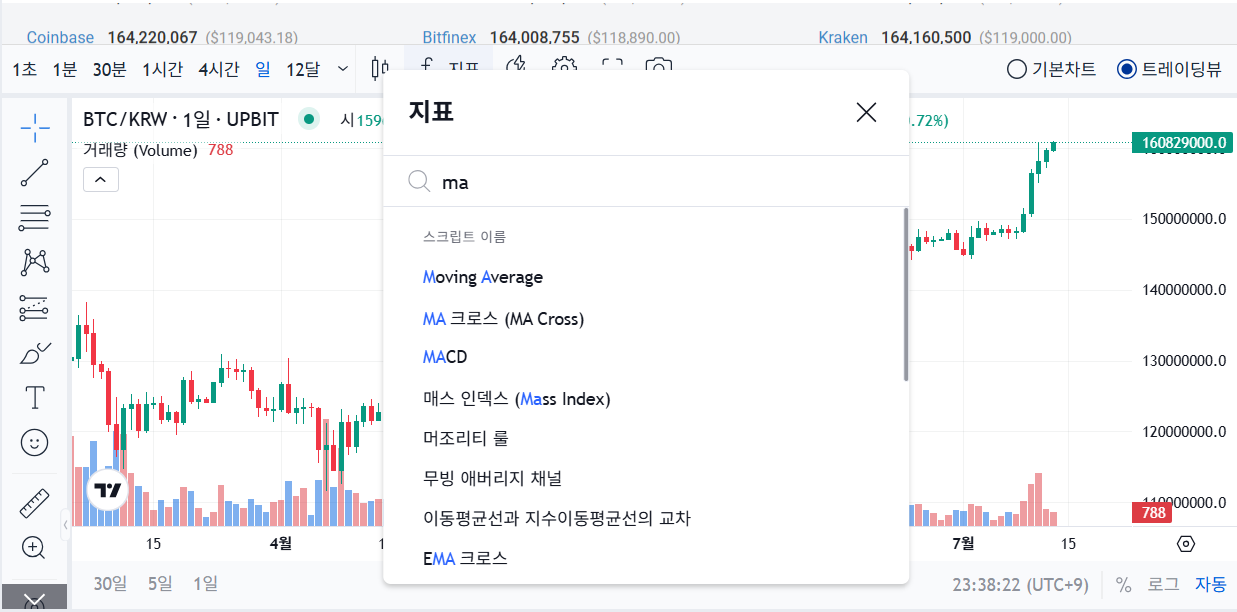 Coinbase 164,220,067 ($119,043.18) Bitfinex 164,008,755 ($118,890.00) Kraken 164,160,500 ($119,000.00)
1초 1분 30분 1시간 4시간 일 12달 지표 기본차트 트레이딩뷰
BTC/KRW · 1일 · UPBIT 시159 .72%)
거래량 (Volume) 788
지표
ma
스크립트 이름
Moving Average
MA 크로스 (MA Cross)
MACD
매스 인덱스 (Mass Index)
머조리티 룰
무빙 애버리지 채널
이동평균선과 지수이동평균선의 교차
EMA 크로스
160829000.0
150000000.0
140000000.0
130000000.0
120000000.0
110000000.0
788
15 4월 1 7월 15
30일 5일 1일 23:38:22 (UTC+9) % 로그 자동